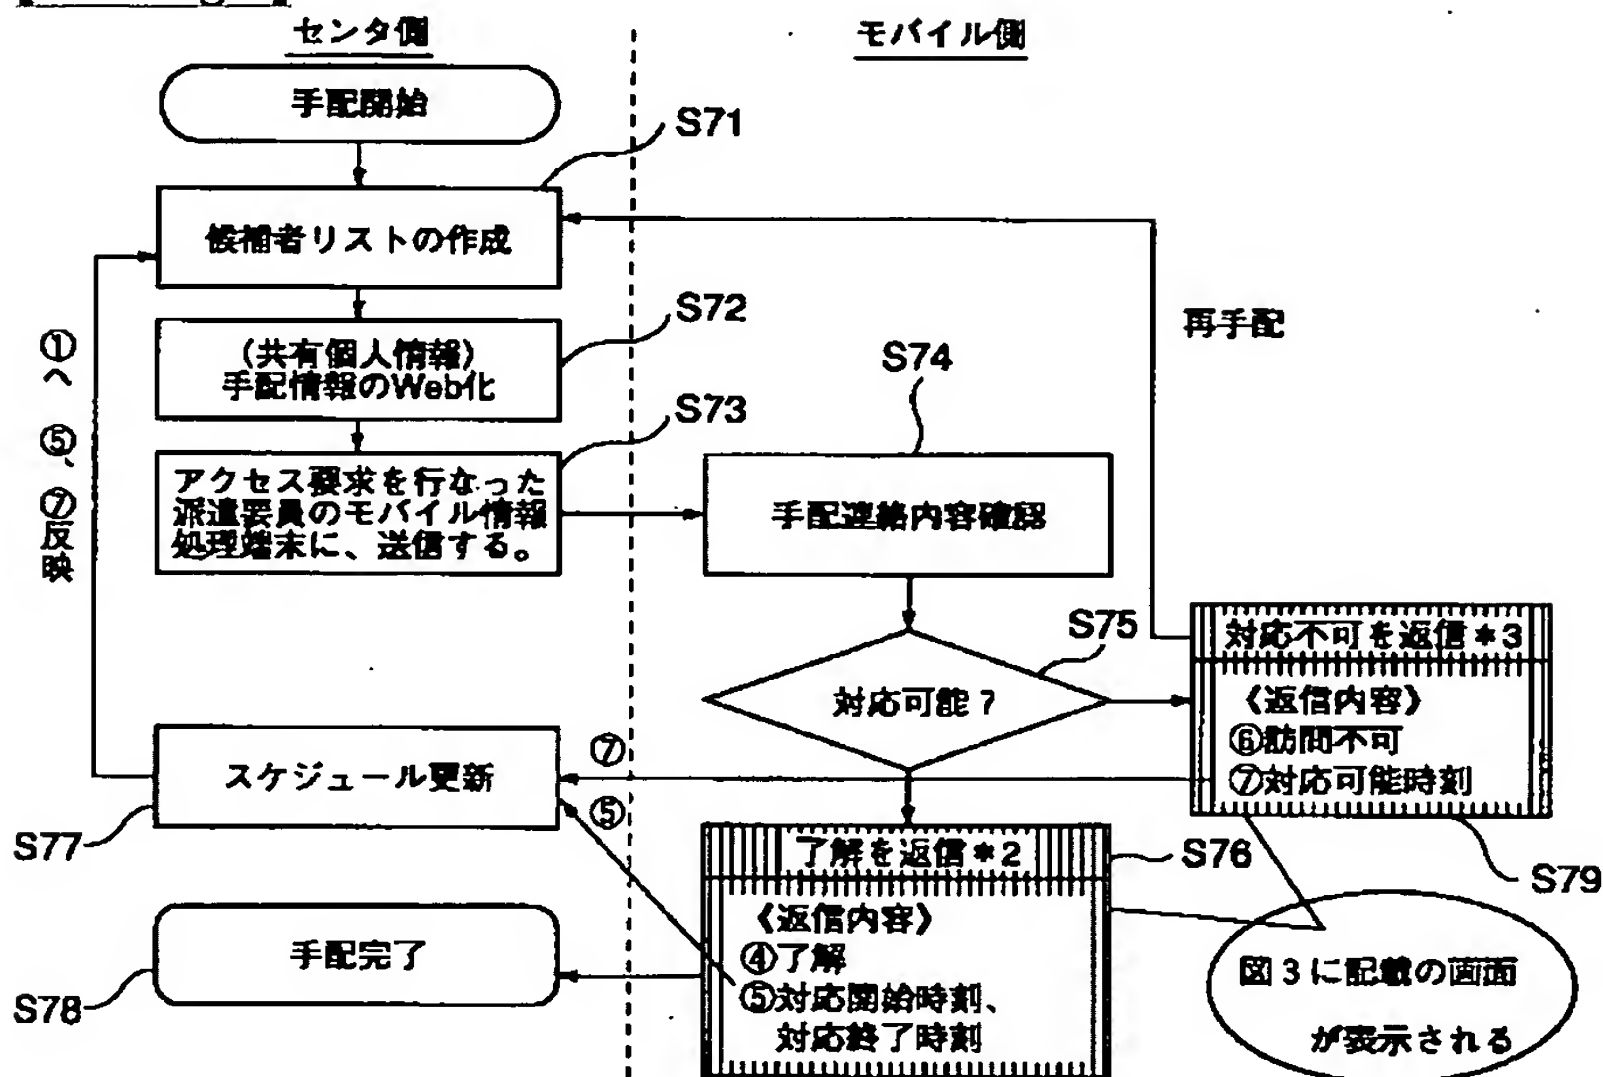 センタ側
モバイル側
手配開始
S71
候補者リストの作成
S72
(共有個人情報)
手配情報のWeb化
S73
アクセス要求を行なった
派遣要員のモバイル情報
処理端末に、送信する。
S74
手配連絡内容確認
再手配
S75
対応可能?
対応不可を返信*3
《返信内容》
⑥訪問不可
⑦対応可能時刻
S79
①へ ⑤、⑦反映
スケジュール更新
S77
⑦
⑤
了解を返信*2
S76
《返信内容》
④了解
⑤対応開始時刻、
対応終了時刻
手配完了
S78
図3に記載の画面
が表示される